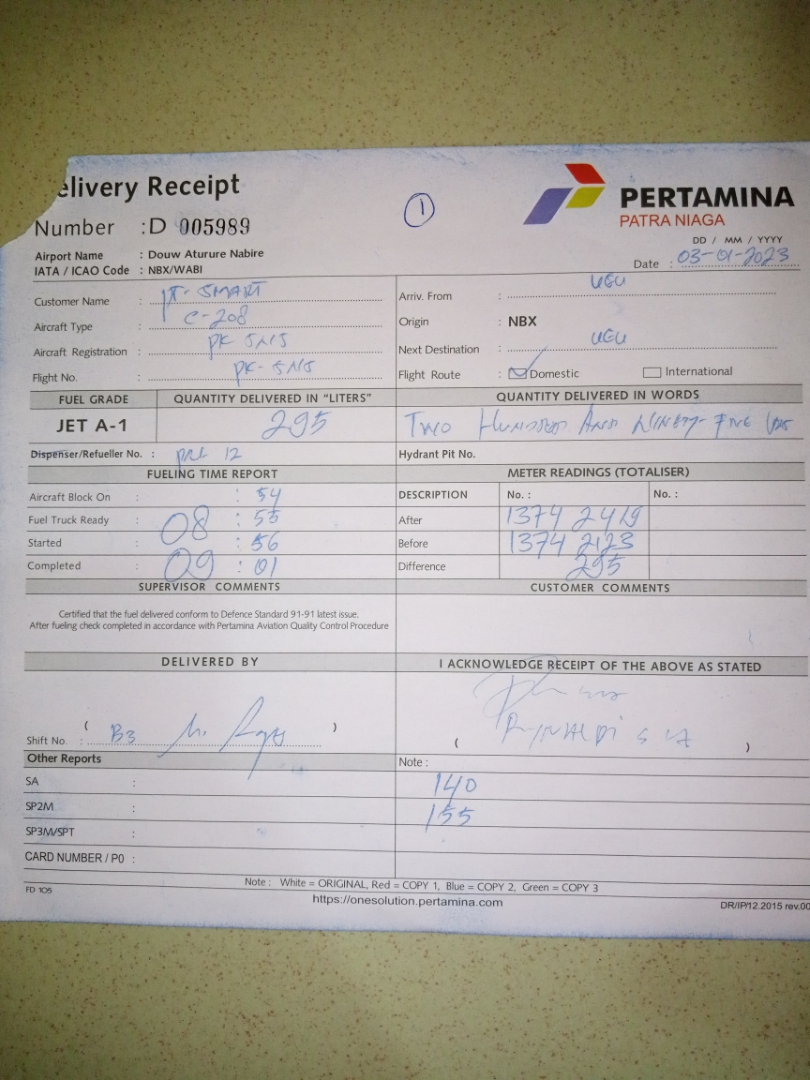 elivery Receipt
Number :D 005989
1
PERTAMINA
PATRA NIAGA
DD / MM / YYYY
Date : 03-01-2023
Airport Name : Douw Aturure Nabire
IATA / ICAO Code : NBX/WABI
Customer Name : PT. SMART
Aircraft Type : C-208
Aircraft Registration : PK-SNS
Flight No. : PK-SNS
Arriv. From : UGU
Origin : NBX
Next Destination : UGU
Flight Route : Domestic International
FUEL GRADE QUANTITY DELIVERED IN "LITERS" QUANTITY DELIVERED IN WORDS
JET A-1 295 Two Hundred And Ninety-Five
Dispenser/Refueller No. : 12 Hydrant Pit No.
FUELING TIME REPORT METER READINGS (TOTALISER)
Aircraft Block On : : 54 DESCRIPTION No. : No. :
Fuel Truck Ready : 08 : 55 After 1374 2419
Started : : 56 Before 1374 2123
Completed : 09 : 01 Difference 295
SUPERVISOR COMMENTS CUSTOMER COMMENTS
Certified that the fuel delivered conform to Defence Standard 91-91 latest issue.
After fueling check completed in accordance with Pertamina Aviation Quality Control Procedure
DELIVERED BY I ACKNOWLEDGE RECEIPT OF THE ABOVE AS STATED
( )
Shift No. : B3
( )
Other Reports Note :
SA : 140
SP2M : 155
SP3M/SPT :
CARD NUMBER / P0 :
Note : White = ORIGINAL, Red = COPY 1, Blue = COPY 2, Green = COPY 3
FD 105 https://onesolution.pertamina.com DR/IP/12.2015 rev.00